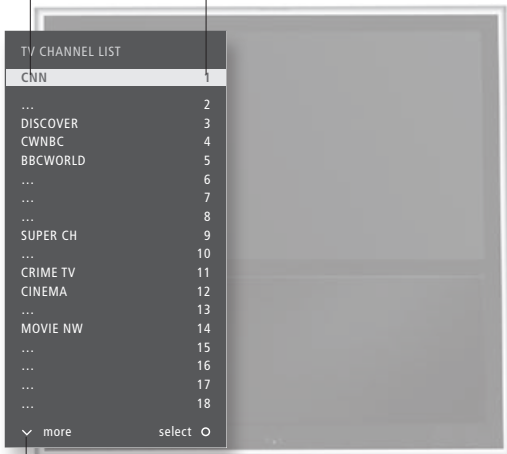 TV CHANNEL LIST
CNN 1
... 2
DISCOVER 3
CWNBC 4
BBCWORLD 5
... 6
... 7
... 8
SUPER CH 9
... 10
CRIME TV 11
CINEMA 12
... 13
MOVIE NW 14
... 15
... 16
... 17
... 18
more select